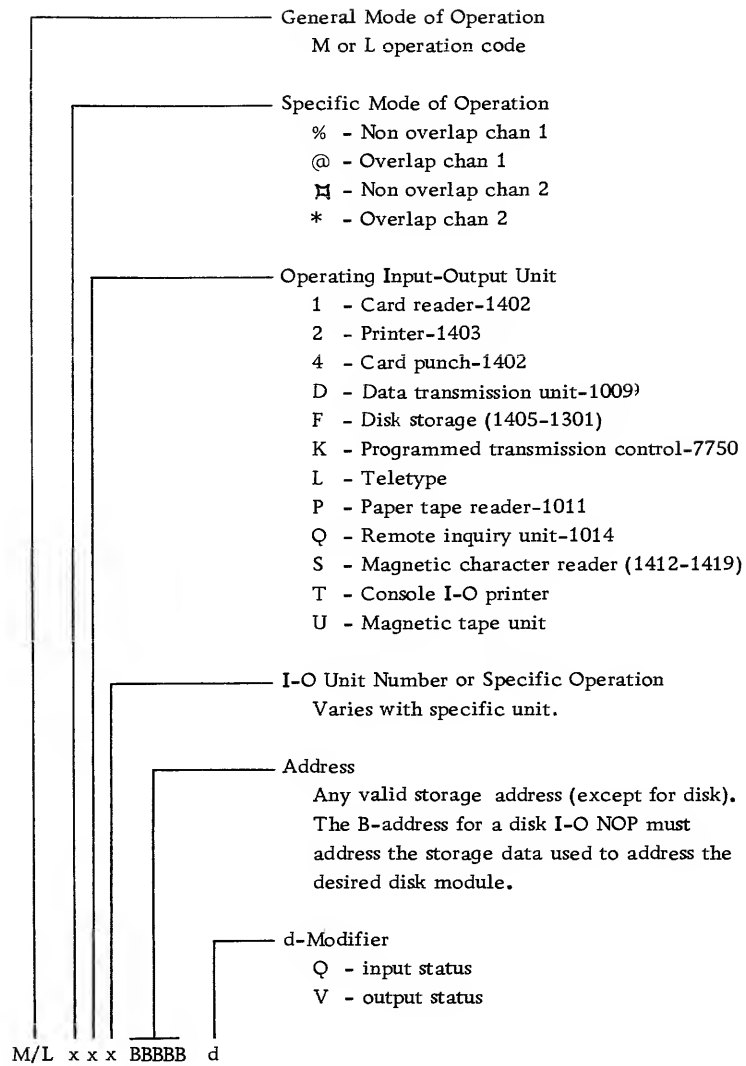 General Mode of Operation
M or L operation code
Specific Mode of Operation
% - Non overlap chan 1
@ - Overlap chan 1
⌑ - Non overlap chan 2
* - Overlap chan 2
Operating Input-Output Unit
1 - Card reader-1402
2 - Printer-1403
4 - Card punch-1402
D - Data transmission unit-1009)
F - Disk storage (1405-1301)
K - Programmed transmission control-7750
L - Teletype
P - Paper tape reader-1011
Q - Remote inquiry unit-1014
S - Magnetic character reader (1412-1419)
T - Console I-O printer
U - Magnetic tape unit
I-O Unit Number or Specific Operation
Varies with specific unit.
Address
Any valid storage address (except for disk).
The B-address for a disk I-O NOP must
address the storage data used to address the
desired disk module.
d-Modifier
Q - input status
V - output status
M/L x x x BBBBB d